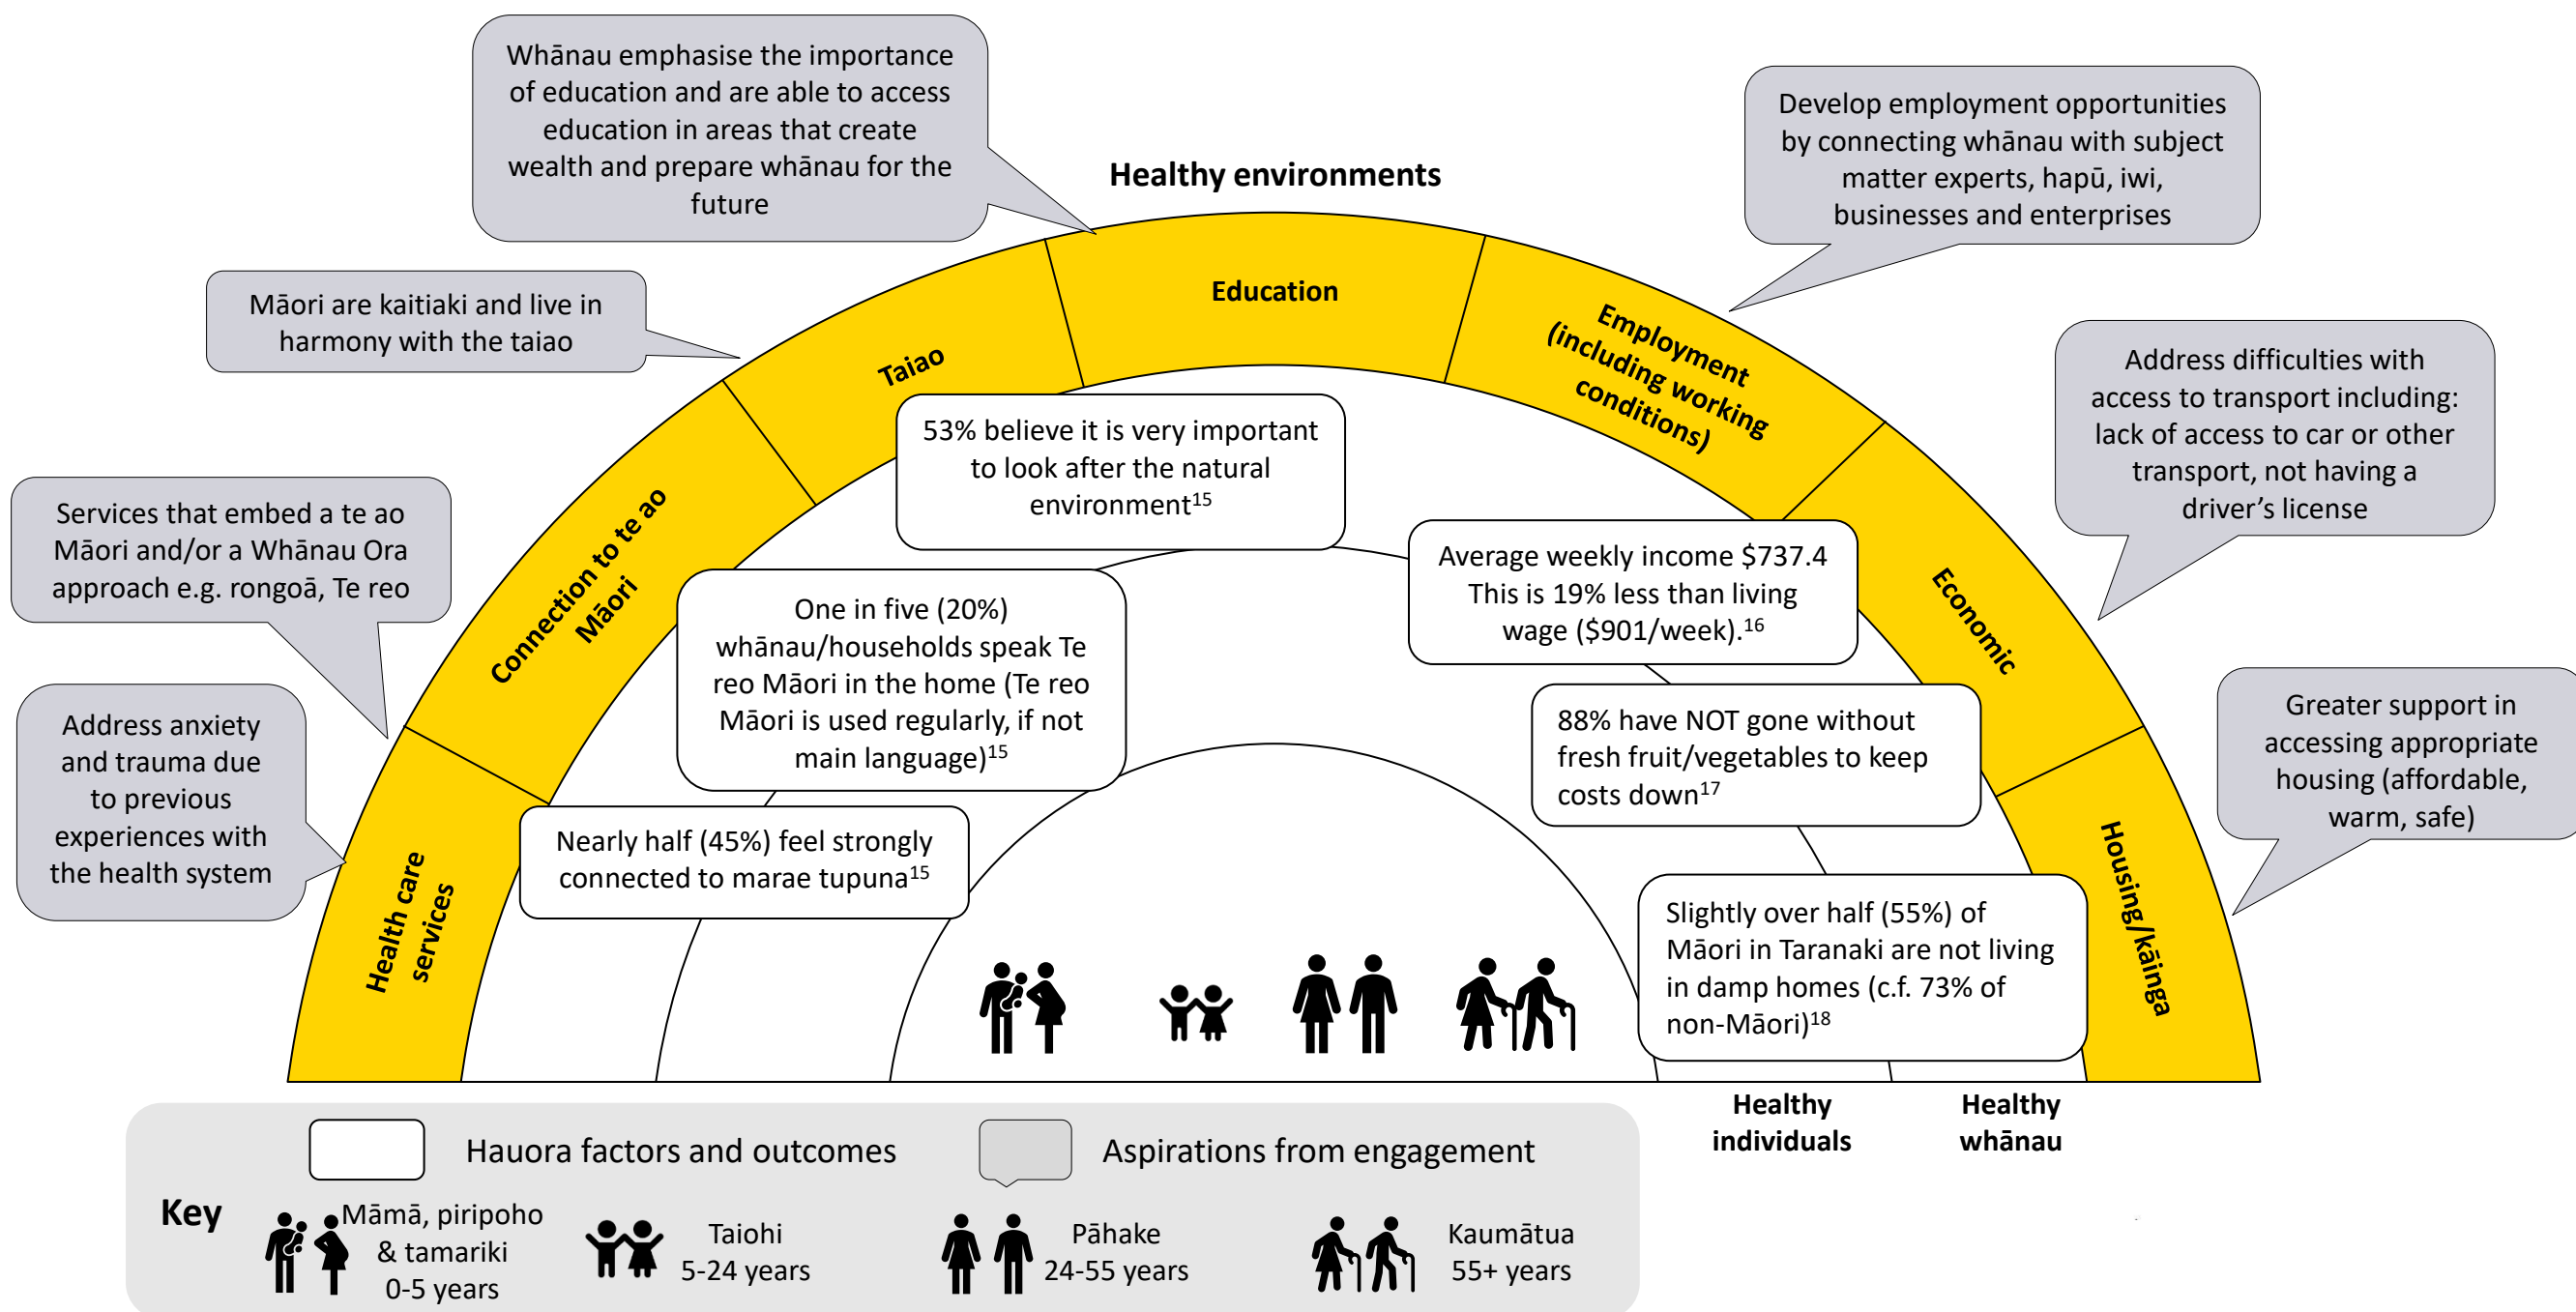 Whānau emphasise the importance
of education and are able to access
education in areas that create
wealth and prepare whānau for the
future
Healthy environments
Develop employment opportunities
by connecting whānau with subject
matter experts, hapū, iwi,
businesses and enterprises
Māori are kaitiaki and live in
harmony with the taiao
Address difficulties with
access to transport including:
lack of access to car or other
transport, not having a
driver’s license
Services that embed a te ao
Māori and/or a Whānau Ora
approach e.g. rongoā, Te reo
Address anxiety
and trauma due
to previous
experiences with
the health system
Greater support in
accessing appropriate
housing (affordable,
warm, safe)
Health care
services
Connection to te ao
Māori
Taiao
Education
Employment
(including working
conditions)
Economic
Housing/kāinga
53% believe it is very important
to look after the natural
environment¹⁵
One in five (20%)
whānau/households speak Te
reo Māori in the home (Te reo
Māori is used regularly, if not
main language)¹⁵
Nearly half (45%) feel strongly
connected to marae tupuna¹⁵
Average weekly income $737.4
This is 19% less than living
wage ($901/week).¹⁶
88% have NOT gone without
fresh fruit/vegetables to keep
costs down¹⁷
Slightly over half (55%) of
Māori in Taranaki are not living
in damp homes (c.f. 73% of
non-Māori)¹⁸
Healthy
individuals
Healthy
whānau
Key
Hauora factors and outcomes
Aspirations from engagement
Māmā, piripoho
& tamariki
0-5 years
Taiohi
5-24 years
Pāhake
24-55 years
Kaumātua
55+ years